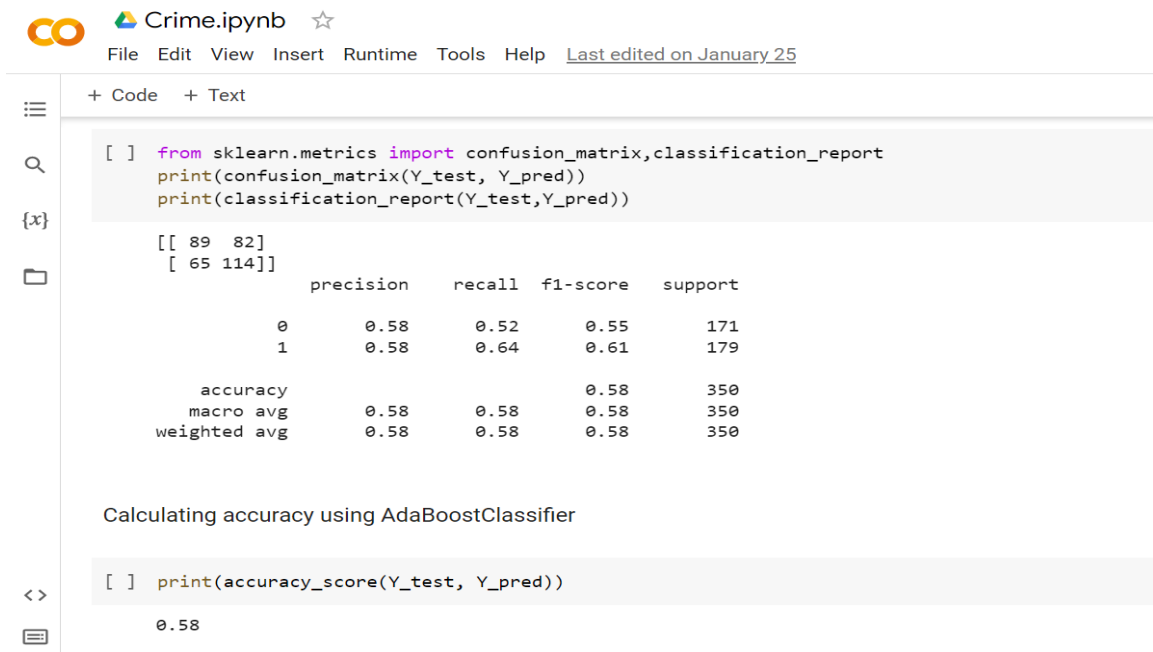 Crime.ipynb
File Edit View Insert Runtime Tools Help Last edited on January 25
+ Code + Text
[ ] from sklearn.metrics import confusion_matrix,classification_report
print(confusion_matrix(Y_test, Y_pred))
print(classification_report(Y_test,Y_pred))
{x}
[[ 89 82]
[ 65 114]]
precision recall f1-score support
0 0.58 0.52 0.55 171
1 0.58 0.64 0.61 179
accuracy 0.58 350
macro avg 0.58 0.58 0.58 350
weighted avg 0.58 0.58 0.58 350
Calculating accuracy using AdaBoostClassifier
[ ] print(accuracy_score(Y_test, Y_pred))
0.58